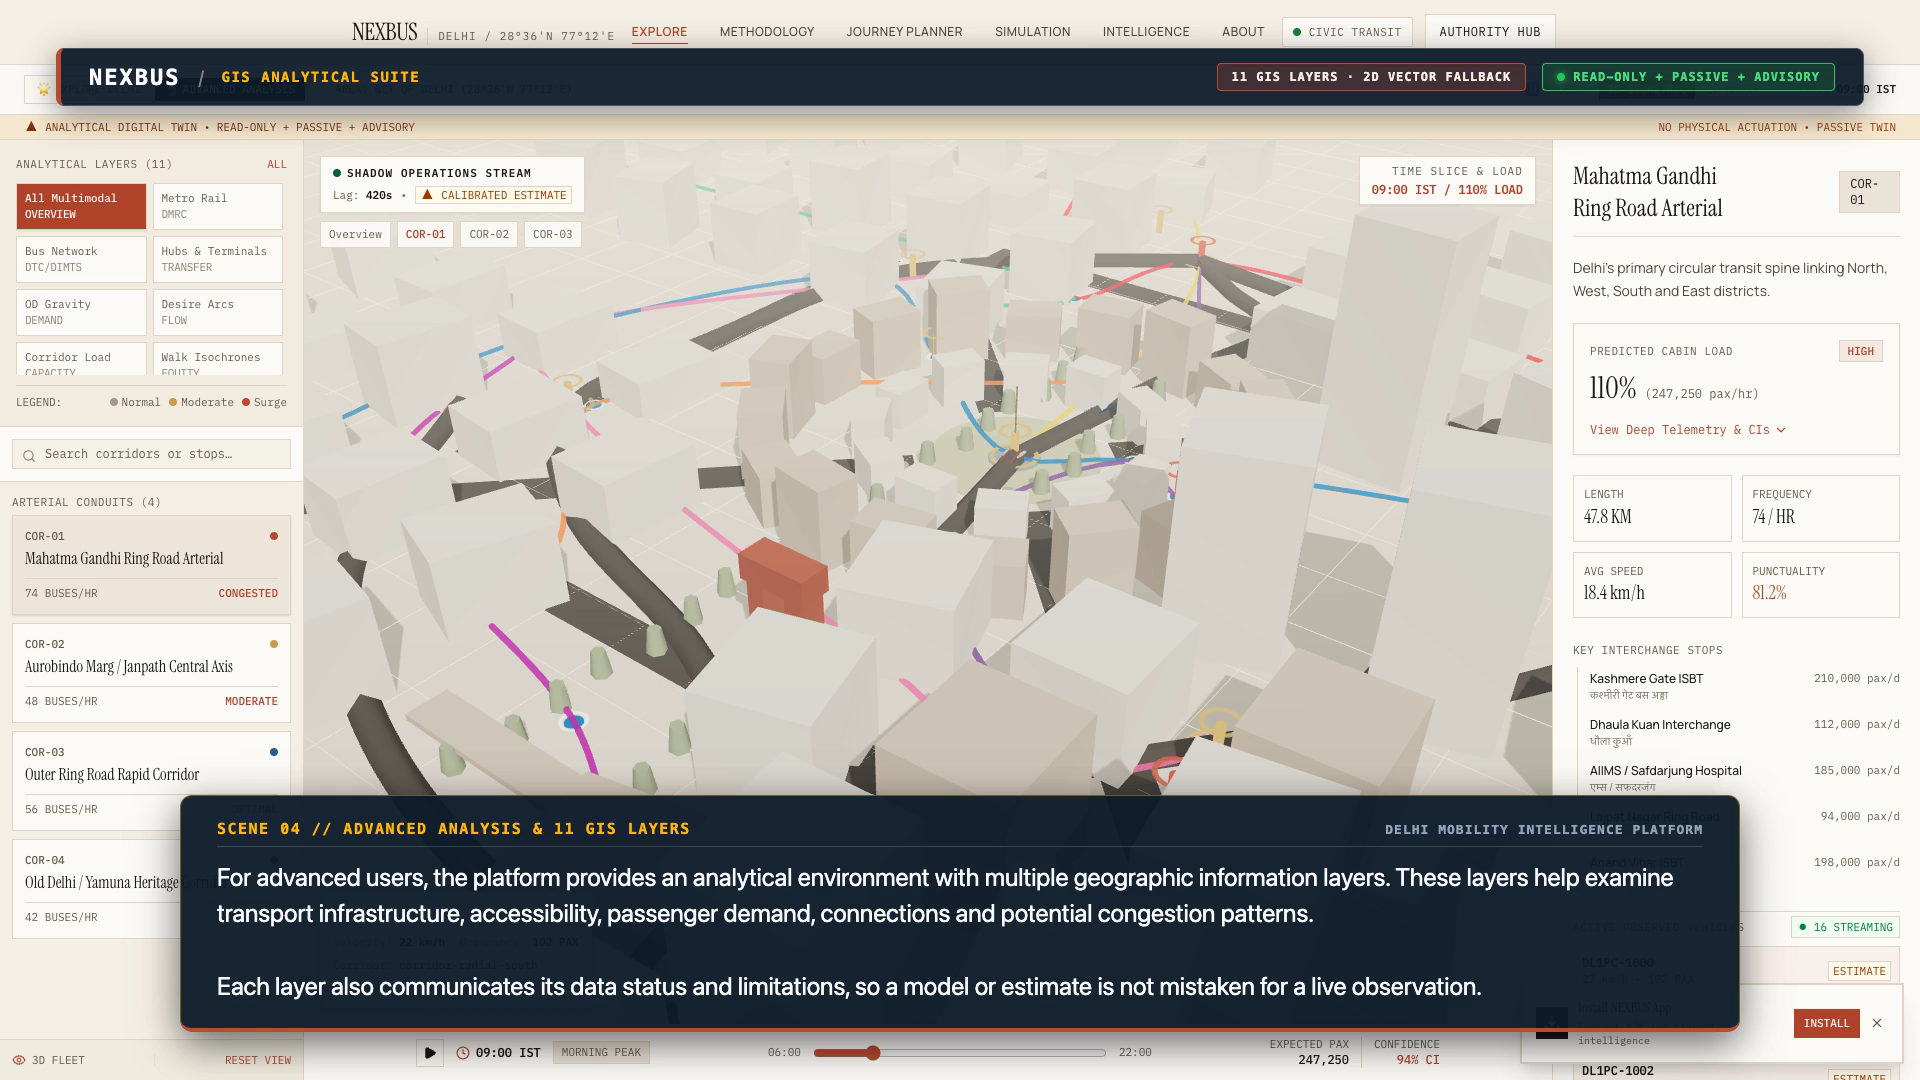 NEXBUS
DELHI / 28°36'N 77°12'E
EXPLORE
METHODOLOGY
JOURNEY PLANNER
SIMULATION
INTELLIGENCE
ABOUT
CIVIC TRANSIT
AUTHORITY HUB
NEXBUS / GIS ANALYTICAL SUITE
11 GIS LAYERS · 2D VECTOR FALLBACK
READ-ONLY + PASSIVE + ADVISORY
IST
ANALYTICAL DIGITAL TWIN • READ-ONLY + PASSIVE + ADVISORY
NO PHYSICAL ACTUATION • PASSIVE TWIN
ANALYTICAL LAYERS (11)
ALL
All Multimodal
OVERVIEW
Metro Rail
DMRC
Bus Network
DTC/DIMTS
Hubs & Terminals
TRANSFER
OD Gravity
DEMAND
Desire Arcs
FLOW
Corridor Load
CAPACITY
Walk Isochrones
EQUITY
LEGEND:
Normal
Moderate
Surge
Search corridors or stops…
ARTERIAL CONDUITS (4)
COR-01
Mahatma Gandhi Ring Road Arterial
74 BUSES/HR
CONGESTED
COR-02
Aurobindo Marg / Janpath Central Axis
48 BUSES/HR
MODERATE
COR-03
Outer Ring Road Rapid Corridor
56 BUSES/HR
COR-04
Old Delhi / Yamuna Heritage
42 BUSES/HR
3D FLEET
RESET VIEW
SHADOW OPERATIONS STREAM
Lag: 420s •
CALIBRATED ESTIMATE
Overview
COR-01
COR-02
COR-03
TIME SLICE & LOAD
09:00 IST / 110% LOAD
Mahatma Gandhi
Ring Road Arterial
COR-
01
Delhi's primary circular transit spine linking North,
West, South and East districts.
PREDICTED CABIN LOAD
HIGH
110% (247,250 pax/hr)
View Deep Telemetry & CIs
LENGTH
47.8 KM
FREQUENCY
74 / HR
AVG SPEED
18.4 km/h
PUNCTUALITY
81.2%
KEY INTERCHANGE STOPS
Kashmere Gate ISBT
210,000 pax/d
कश्मीरी गेट बस अड्डा
Dhaula Kuan Interchange
112,000 pax/d
धौला कुआँ
AIIMS / Safdarjung Hospital
185,000 pax/d
एम्स / सफदरजंग
94,000 pax/d
198,000 pax/d
16 STREAMING
DL1PC-1000
ESTIMATE
INSTALL
intelligence
DL1PC-1002
ESTIMATE
SCENE 04 // ADVANCED ANALYSIS & 11 GIS LAYERS
DELHI MOBILITY INTELLIGENCE PLATFORM
For advanced users, the platform provides an analytical environment with multiple geographic information layers. These layers help examine
transport infrastructure, accessibility, passenger demand, connections and potential congestion patterns.
Each layer also communicates its data status and limitations, so a model or estimate is not mistaken for a live observation.
09:00 IST
MORNING PEAK
06:00
22:00
EXPECTED PAX
247,250
CONFIDENCE
94% CI